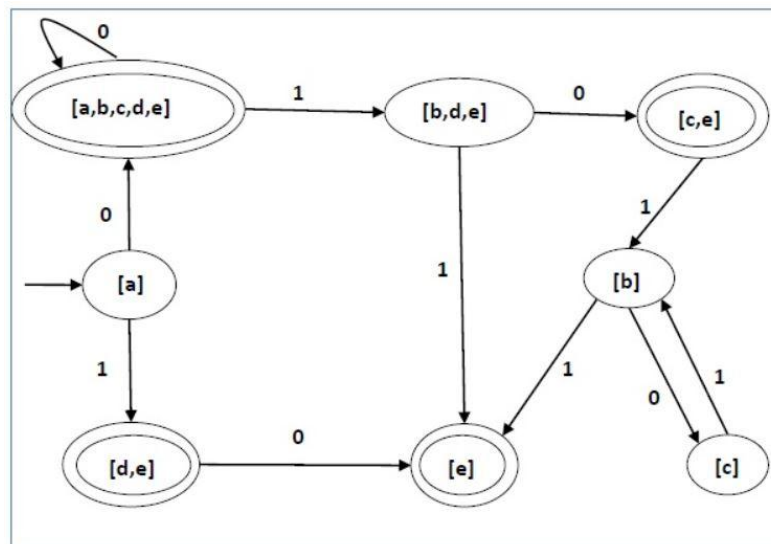 0
[a,b,c,d,e]
1
[b,d,e]
0
[c,e]
0
1
[a]
1
[b]
1
1
0
1
[d,e]
0
[e]
[c]